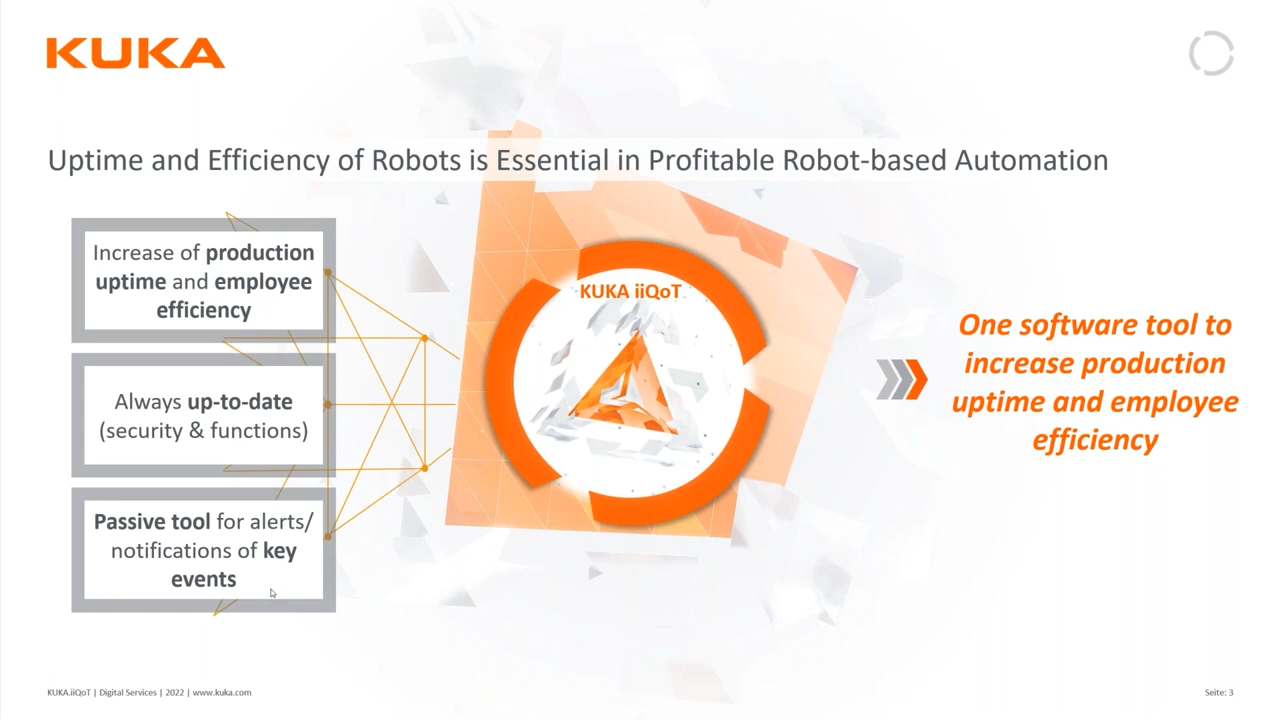 KUKA
Uptime and Efficiency of Robots is Essential in Profitable Robot-based Automation
Increase of production
uptime and employee
efficiency
Always up-to-date
(security & functions)
Passive tool for alerts/
notifications of key
events
KUKA iiQoT
One software tool to
increase production
uptime and employee
efficiency
KUKA.iiQoT | Digital Services | 2022 | www.kuka.com
Seite: 3